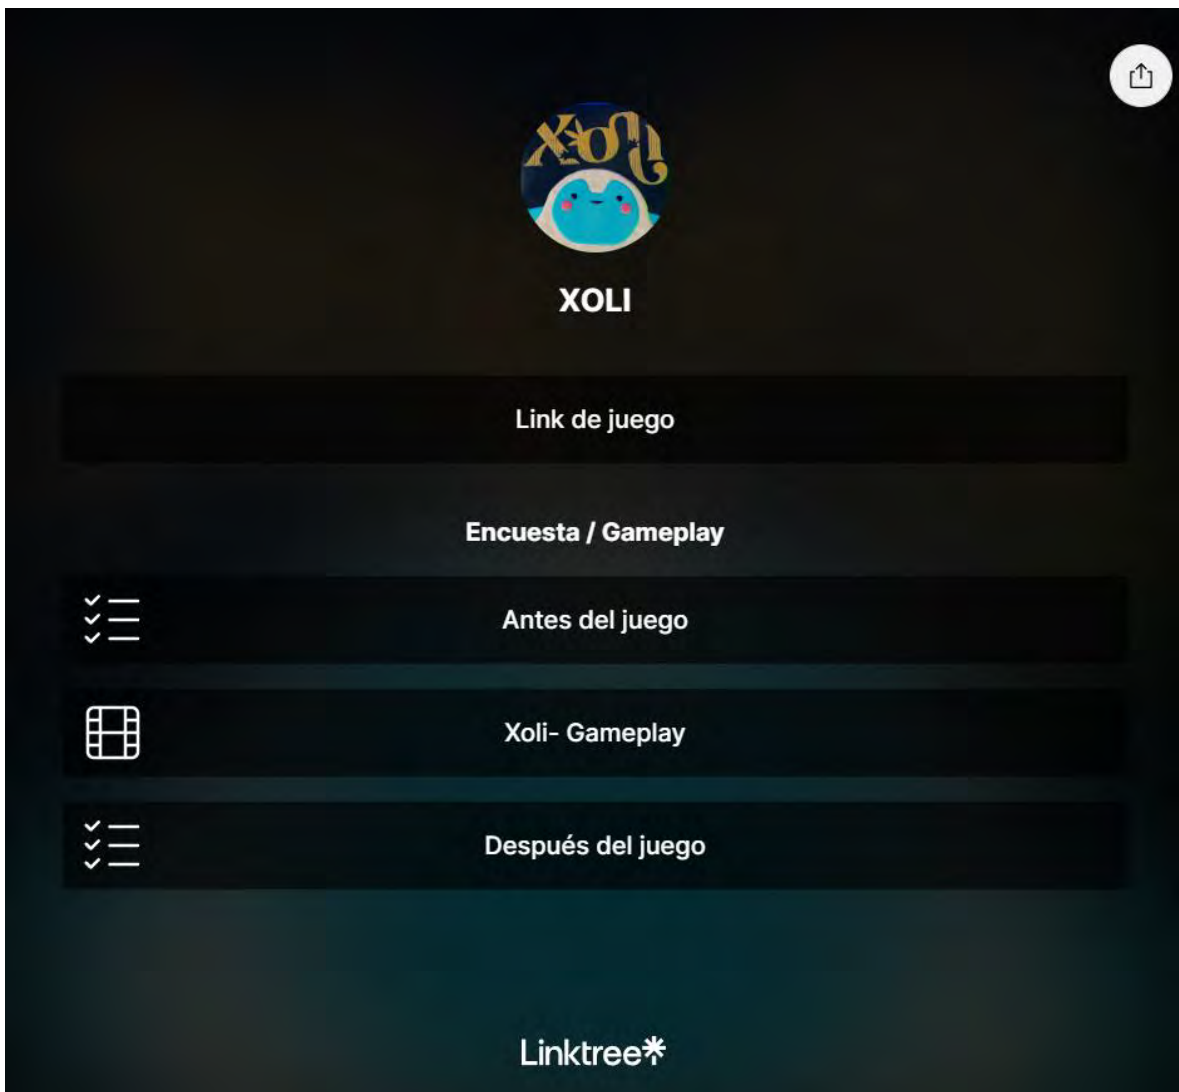 Xoli
XOLI
Link de juego
Encuesta / Gameplay
Antes del juego
Xoli- Gameplay
Después del juego
Linktree